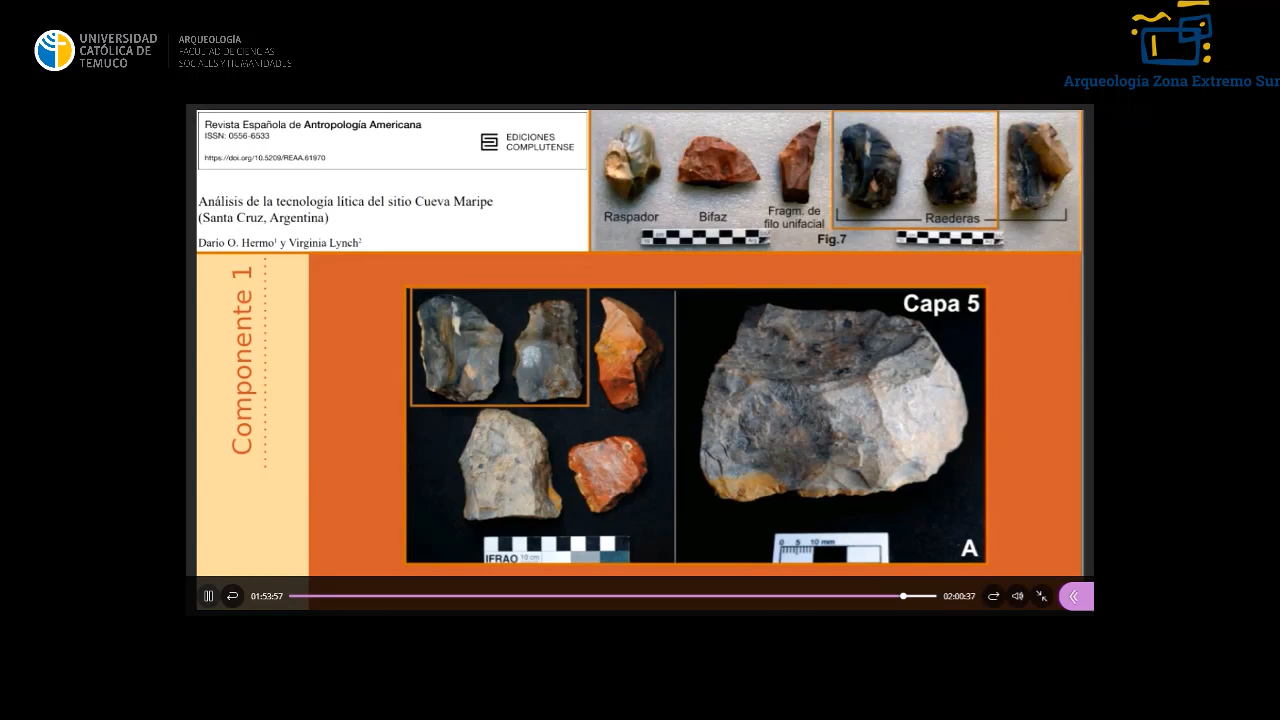 UNIVERSIDAD
CATÓLICA DE
TEMUCO
ARQUEOLOGÍA
FACULTAD DE CIENCIAS
SOCIALES Y HUMANIDADES
Arqueología Zona Extremo Sur
Revista Española de Antropología Americana
ISSN: 0556-6533
https://doi.org/10.5209/REAA.61970
EDICIONES
COMPLUTENSE
Análisis de la tecnología lítica del sitio Cueva Maripe
(Santa Cruz, Argentina)
Darío O. Hermo¹ y Virginia Lynch²
Raspador
Bifaz
Fragm. de
filo unifacial
Raederas
Fig.7
Componente 1
Capa 5
A
IFRAO 10 cm
0 5 10 mm
01:53:57
02:00:37